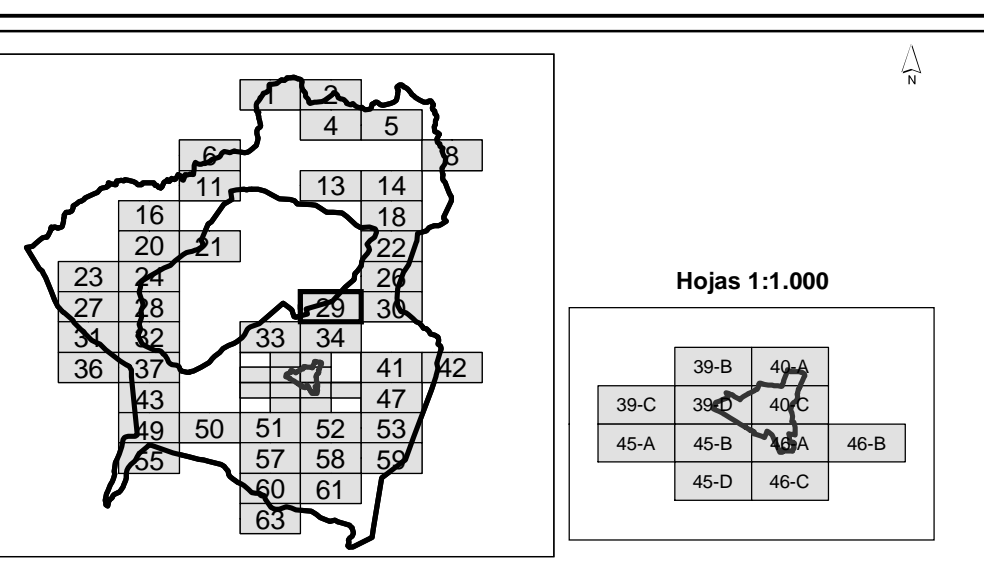 N
1 2
4 5
6 8
11 13 14
16 18
20 21 22
23 24 26
27 28 29 30
31 32 33 34
36 37 41 42
43 47
49 50 51 52 53
55 57 58 59
60 61
63
Hojas 1:1.000
39-B 40-A
39-C 39-D 40-C
45-A 45-B 46-A 46-B
45-D 46-C